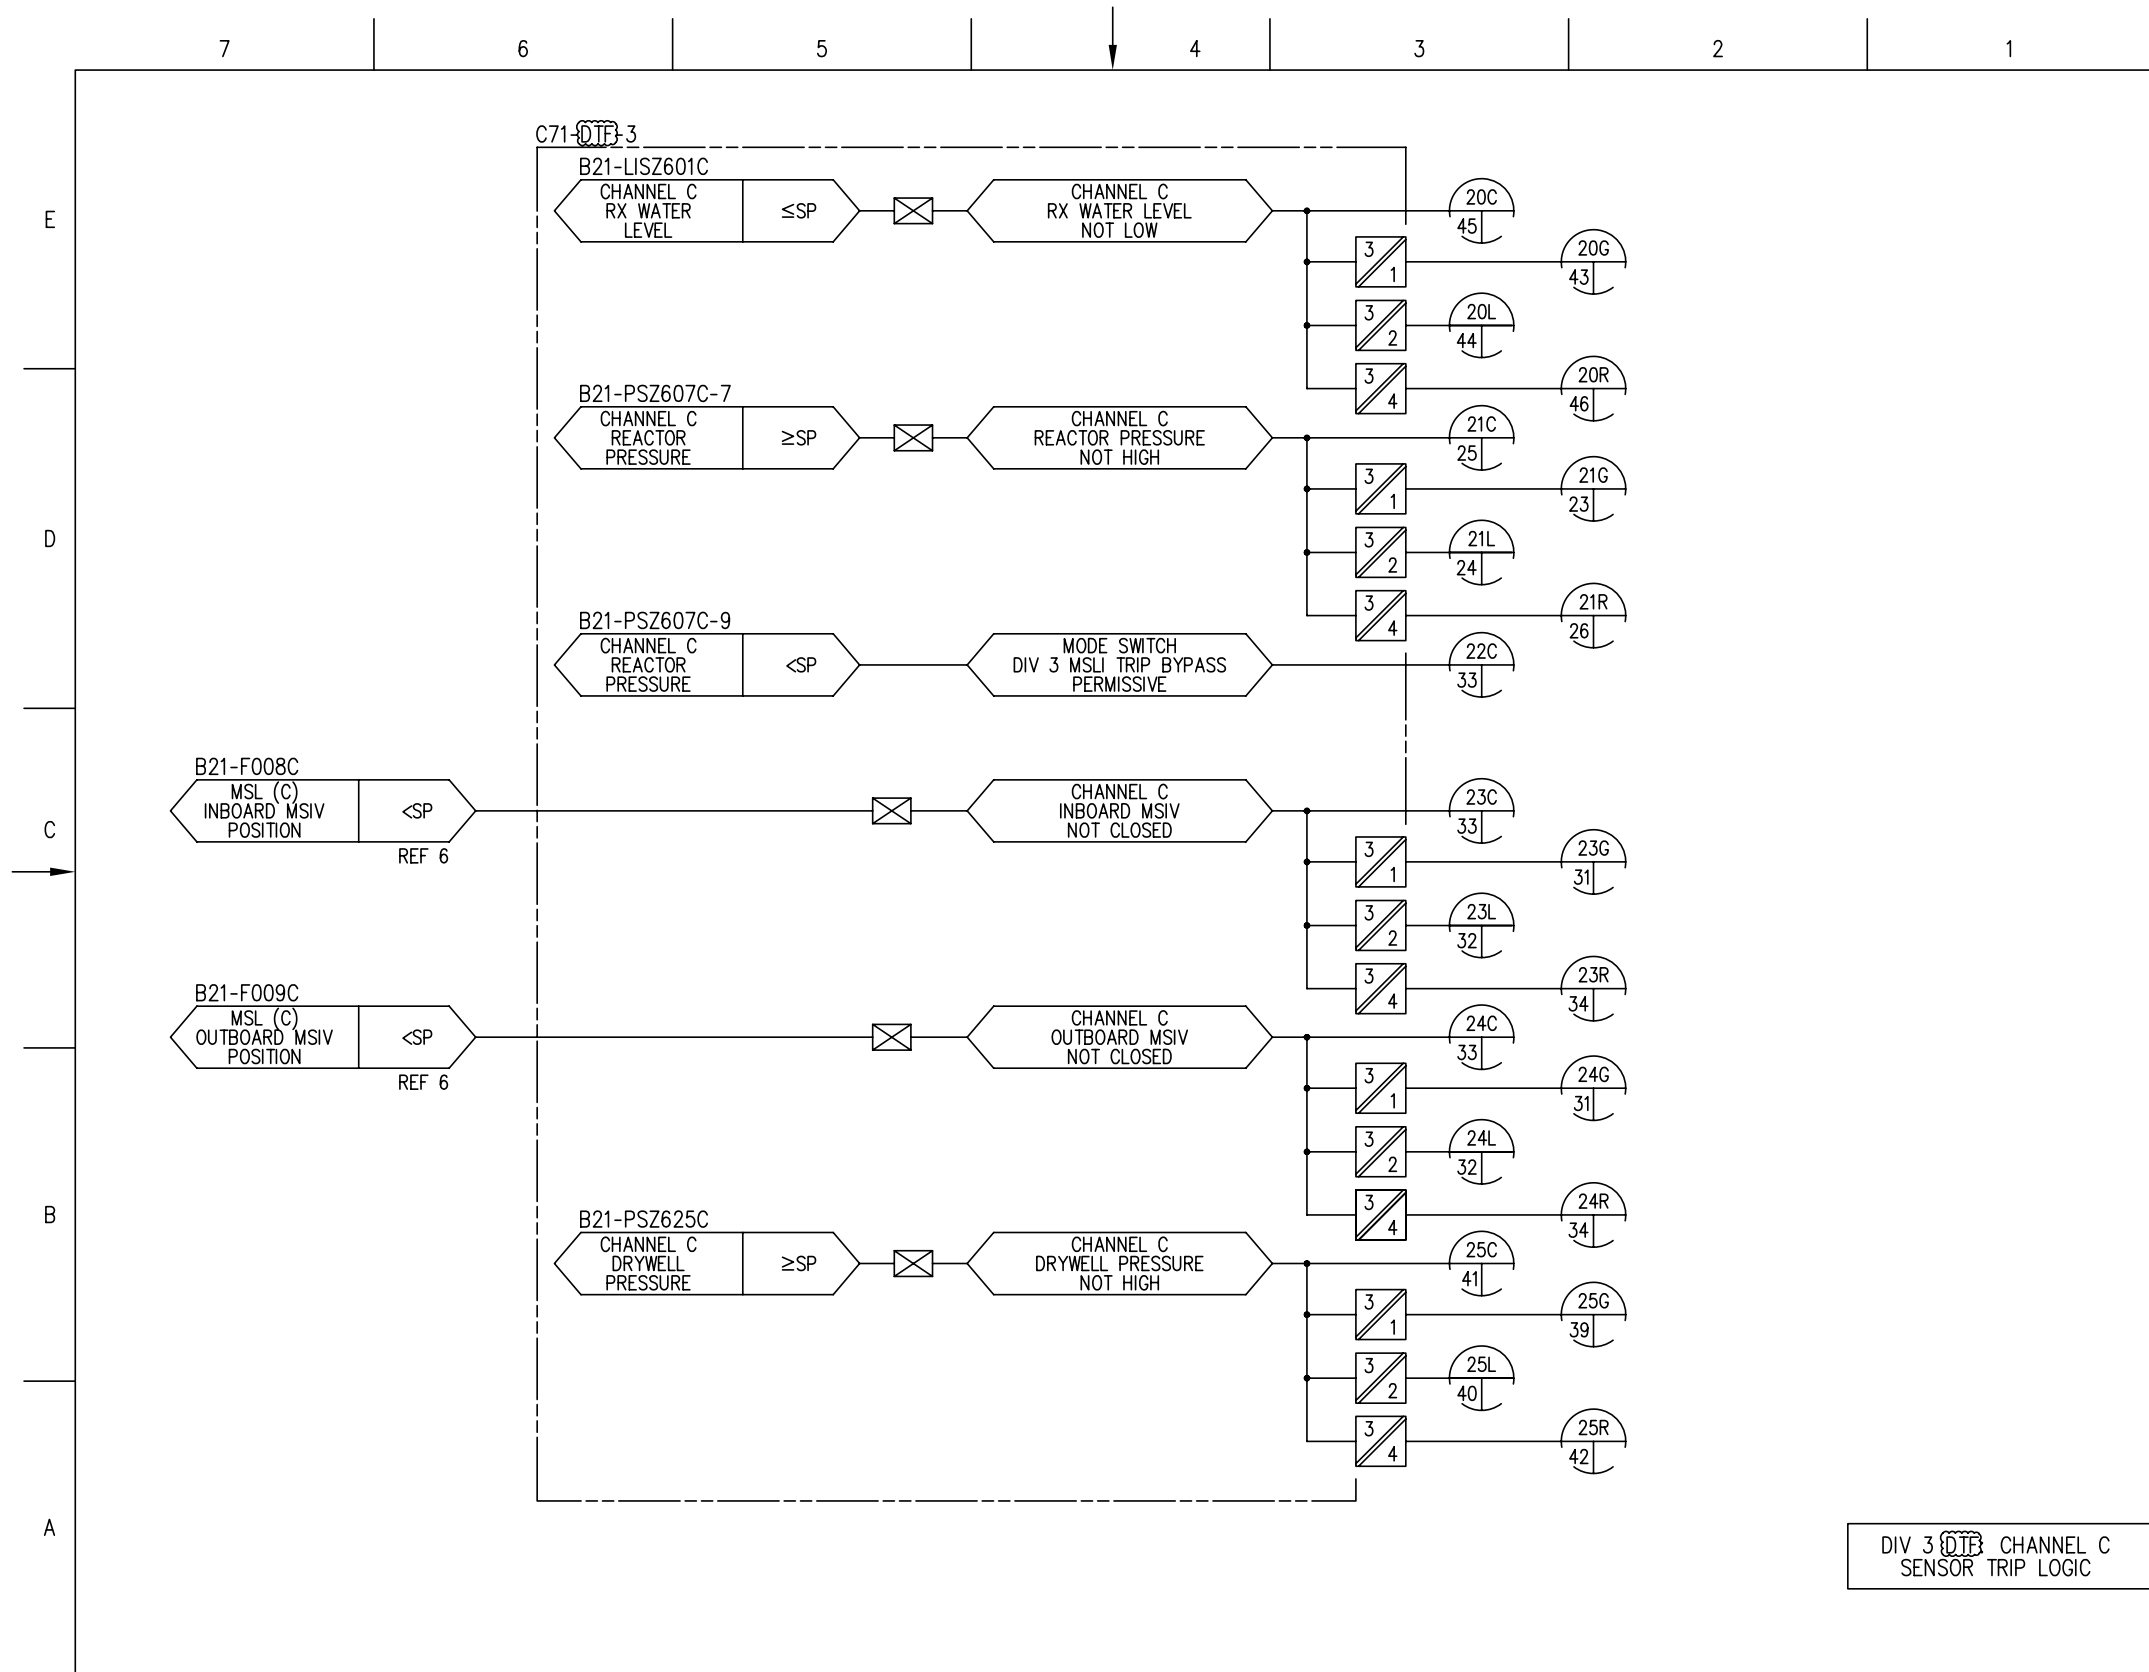 7 6 5 4 3 2 1
C71-DTF-3
B21-LISZ601C
CHANNEL C
RX WATER
LEVEL
≤SP
CHANNEL C
RX WATER LEVEL
NOT LOW
20C
45
3
1
20G
43
3
2
20L
44
3
4
20R
46
E
B21-PSZ607C-7
CHANNEL C
REACTOR
PRESSURE
≥SP
CHANNEL C
REACTOR PRESSURE
NOT HIGH
21C
25
3
1
21G
23
3
2
21L
24
3
4
21R
26
D
B21-PSZ607C-9
CHANNEL C
REACTOR
PRESSURE
<SP
MODE SWITCH
DIV 3 MSLI TRIP BYPASS
PERMISSIVE
22C
33
B21-F008C
MSL (C)
INBOARD MSIV
POSITION
<SP
REF 6
CHANNEL C
INBOARD MSIV
NOT CLOSED
23C
33
3
1
23G
31
3
2
23L
32
3
4
23R
34
C
B21-F009C
MSL (C)
OUTBOARD MSIV
POSITION
<SP
REF 6
CHANNEL C
OUTBOARD MSIV
NOT CLOSED
24C
33
3
1
24G
31
3
2
24L
32
3
4
24R
34
B
B21-PSZ625C
CHANNEL C
DRYWELL
PRESSURE
≥SP
CHANNEL C
DRYWELL PRESSURE
NOT HIGH
25C
41
3
1
25G
39
3
2
25L
40
3
4
25R
42
A
DIV 3 DTF CHANNEL C
SENSOR TRIP LOGIC